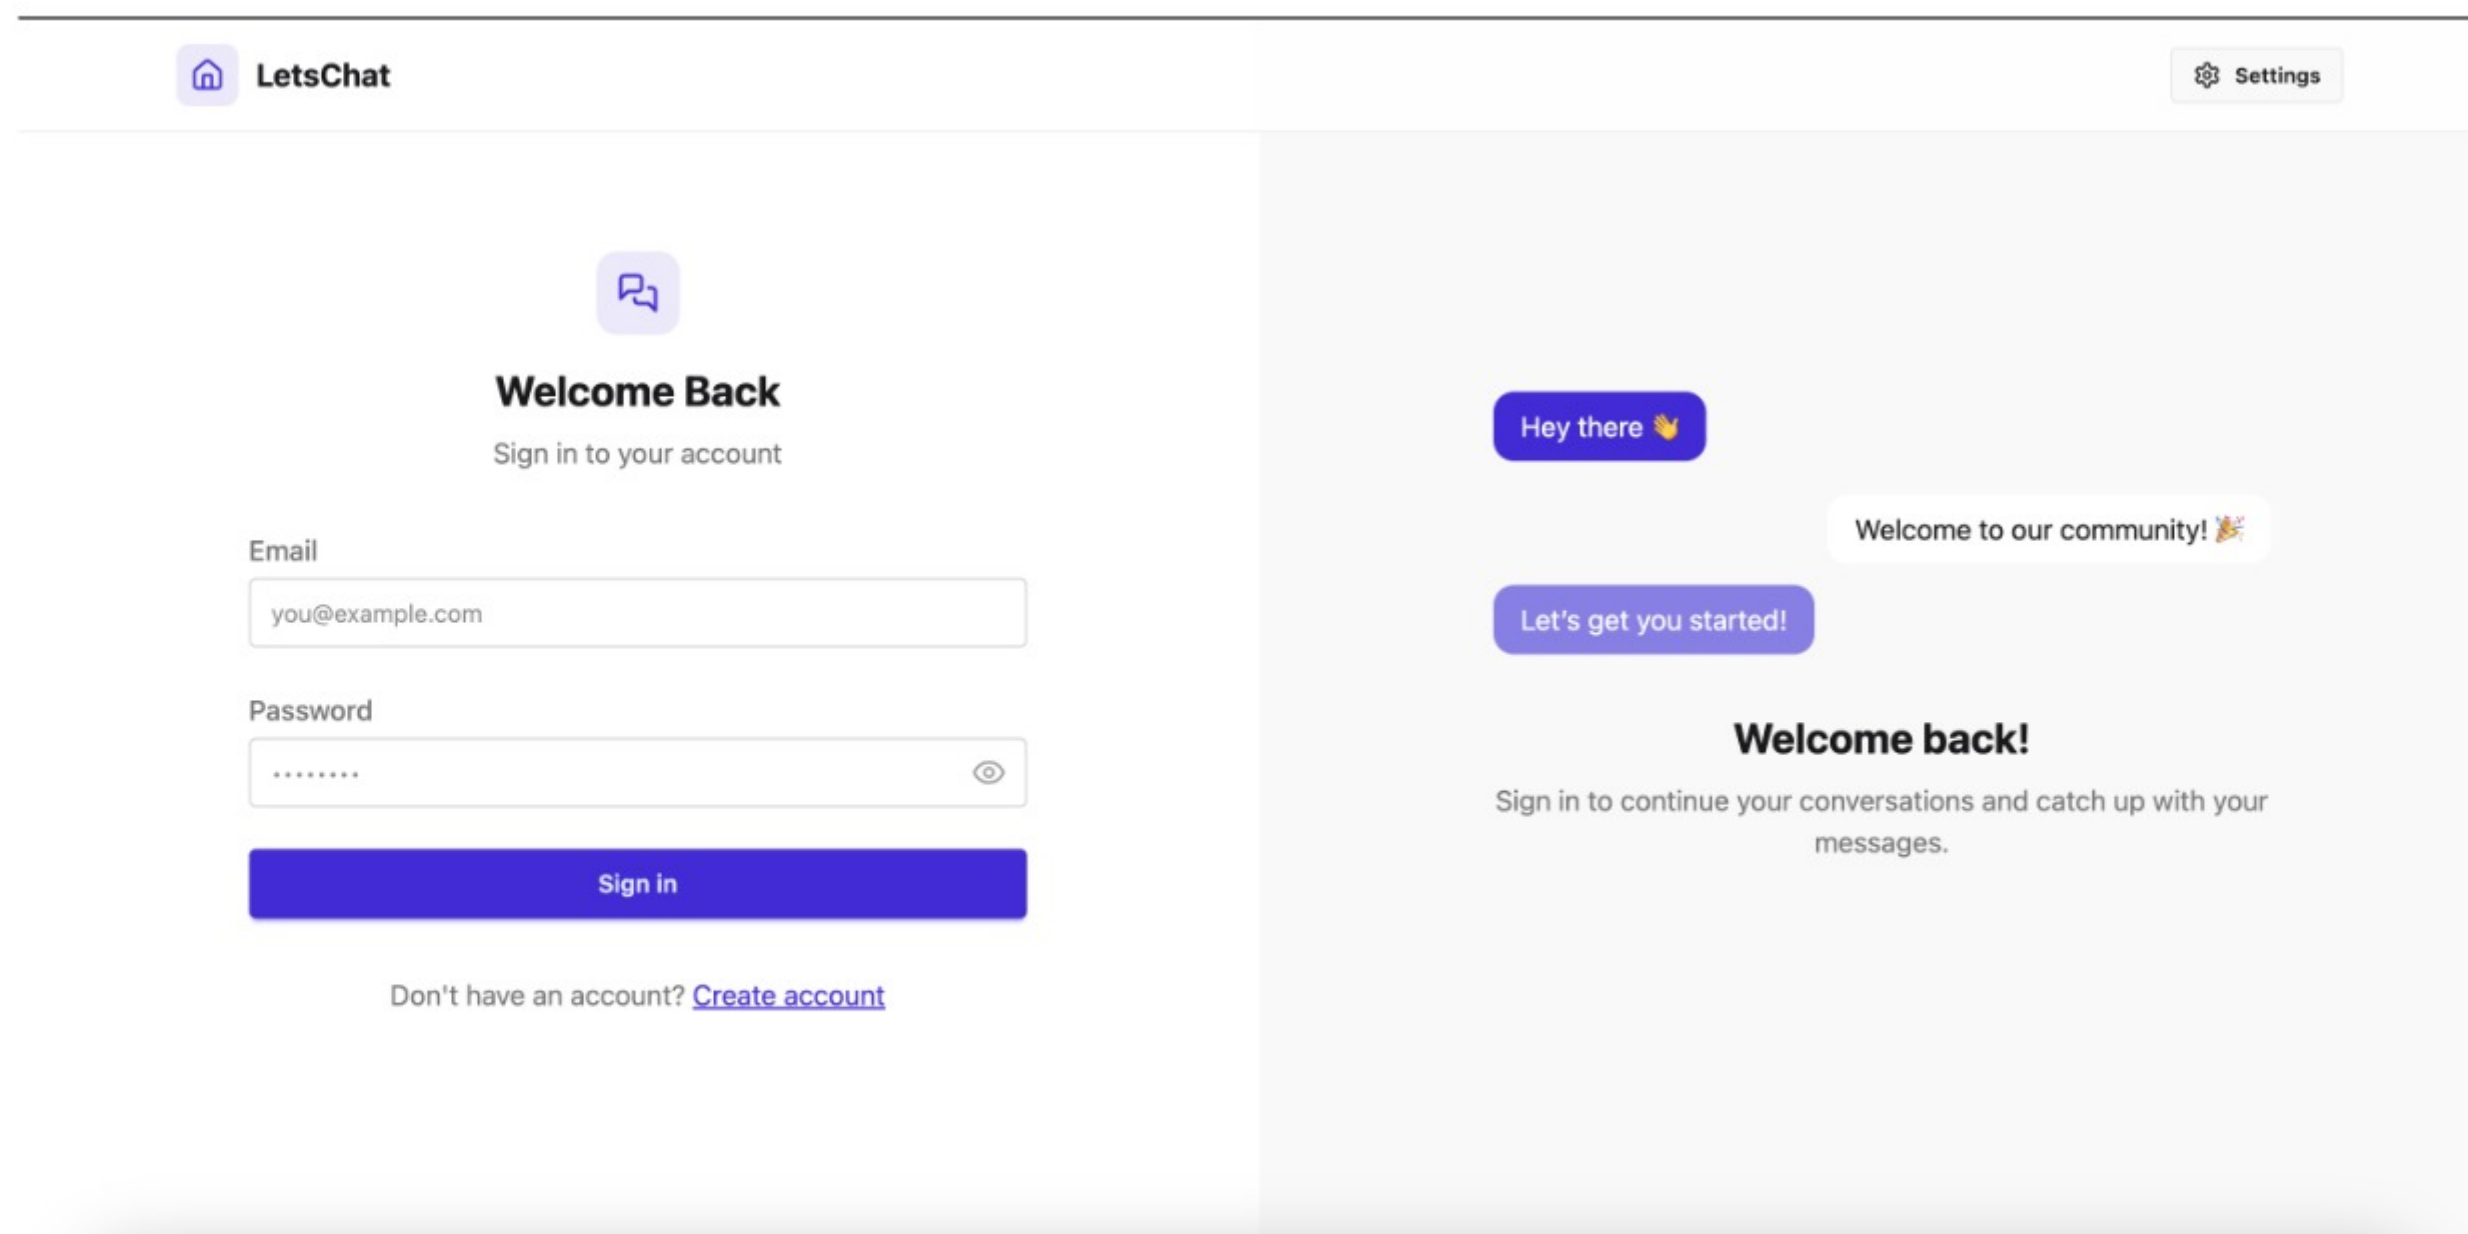 LetsChat
Settings
Welcome Back
Sign in to your account
Email
you@example.com
Password
Sign in
Don't have an account? Create account
Hey there 👋
Welcome to our community! 🎉
Let's get you started!
Welcome back!
Sign in to continue your conversations and catch up with your
messages.